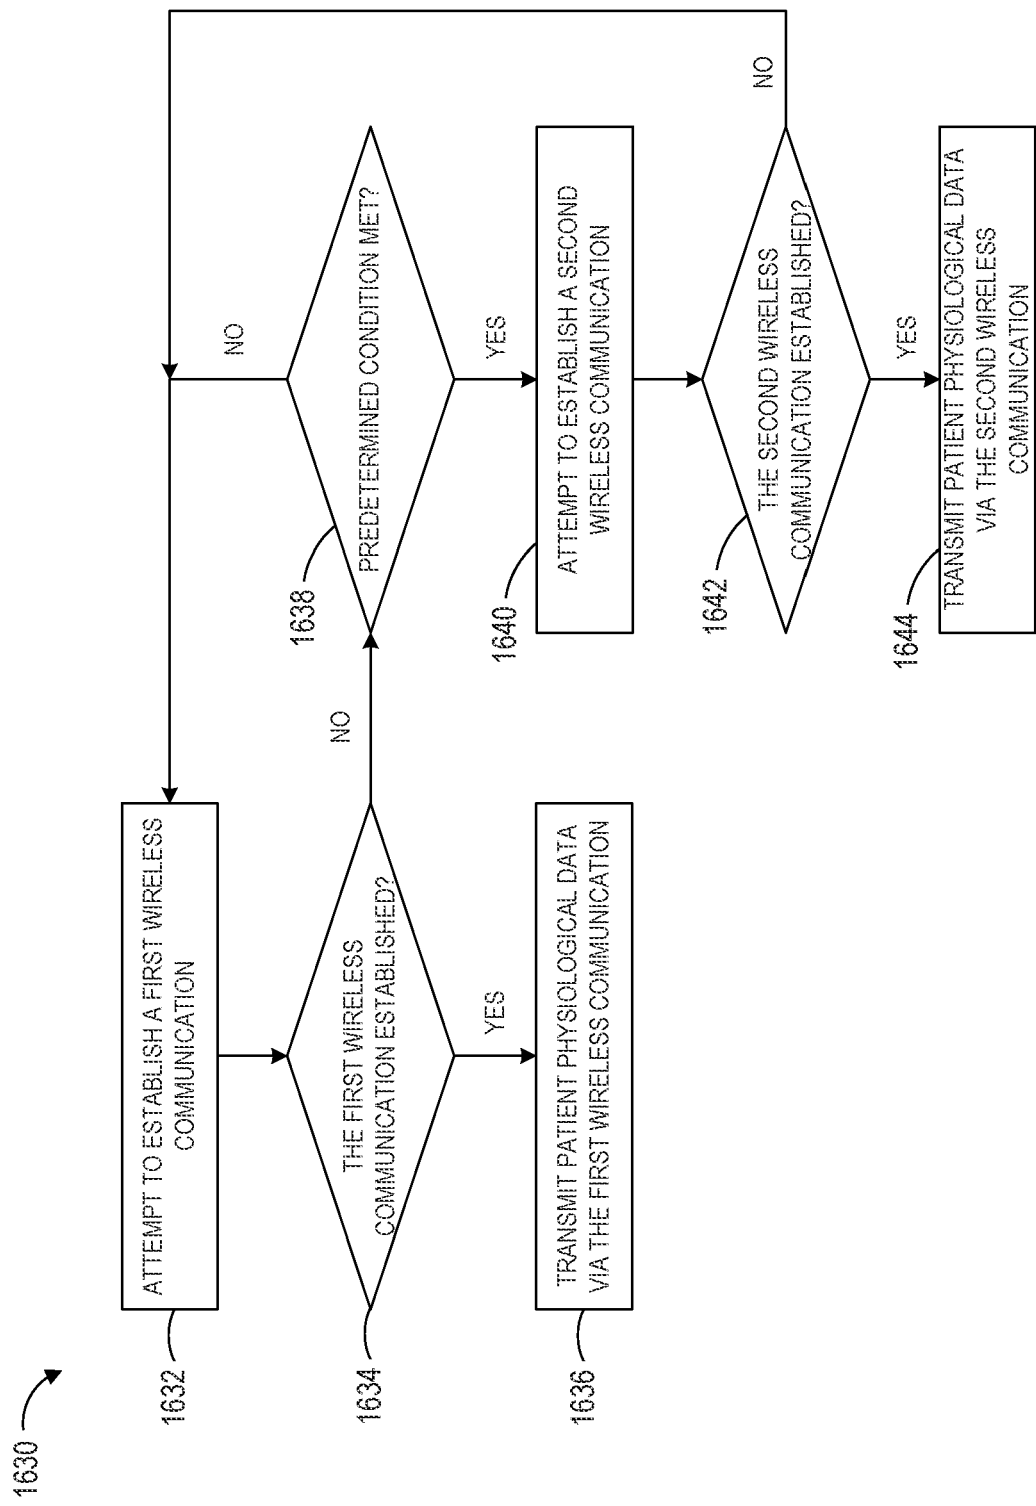 1630
1632
ATTEMPT TO ESTABLISH A FIRST WIRELESS
COMMUNICATION
1634
THE FIRST WIRELESS
COMMUNICATION ESTABLISHED?
NO
YES
1636
TRANSMIT PATIENT PHYSIOLOGICAL DATA
VIA THE FIRST WIRELESS COMMUNICATION
1638
PREDETERMINED CONDITION MET?
NO
YES
1640
ATTEMPT TO ESTABLISH A SECOND
WIRELESS COMMUNICATION
1642
THE SECOND WIRELESS
COMMUNICATION ESTABLISHED?
NO
YES
1644
TRANSMIT PATIENT PHYSIOLOGICAL DATA
VIA THE SECOND WIRELESS
COMMUNICATION